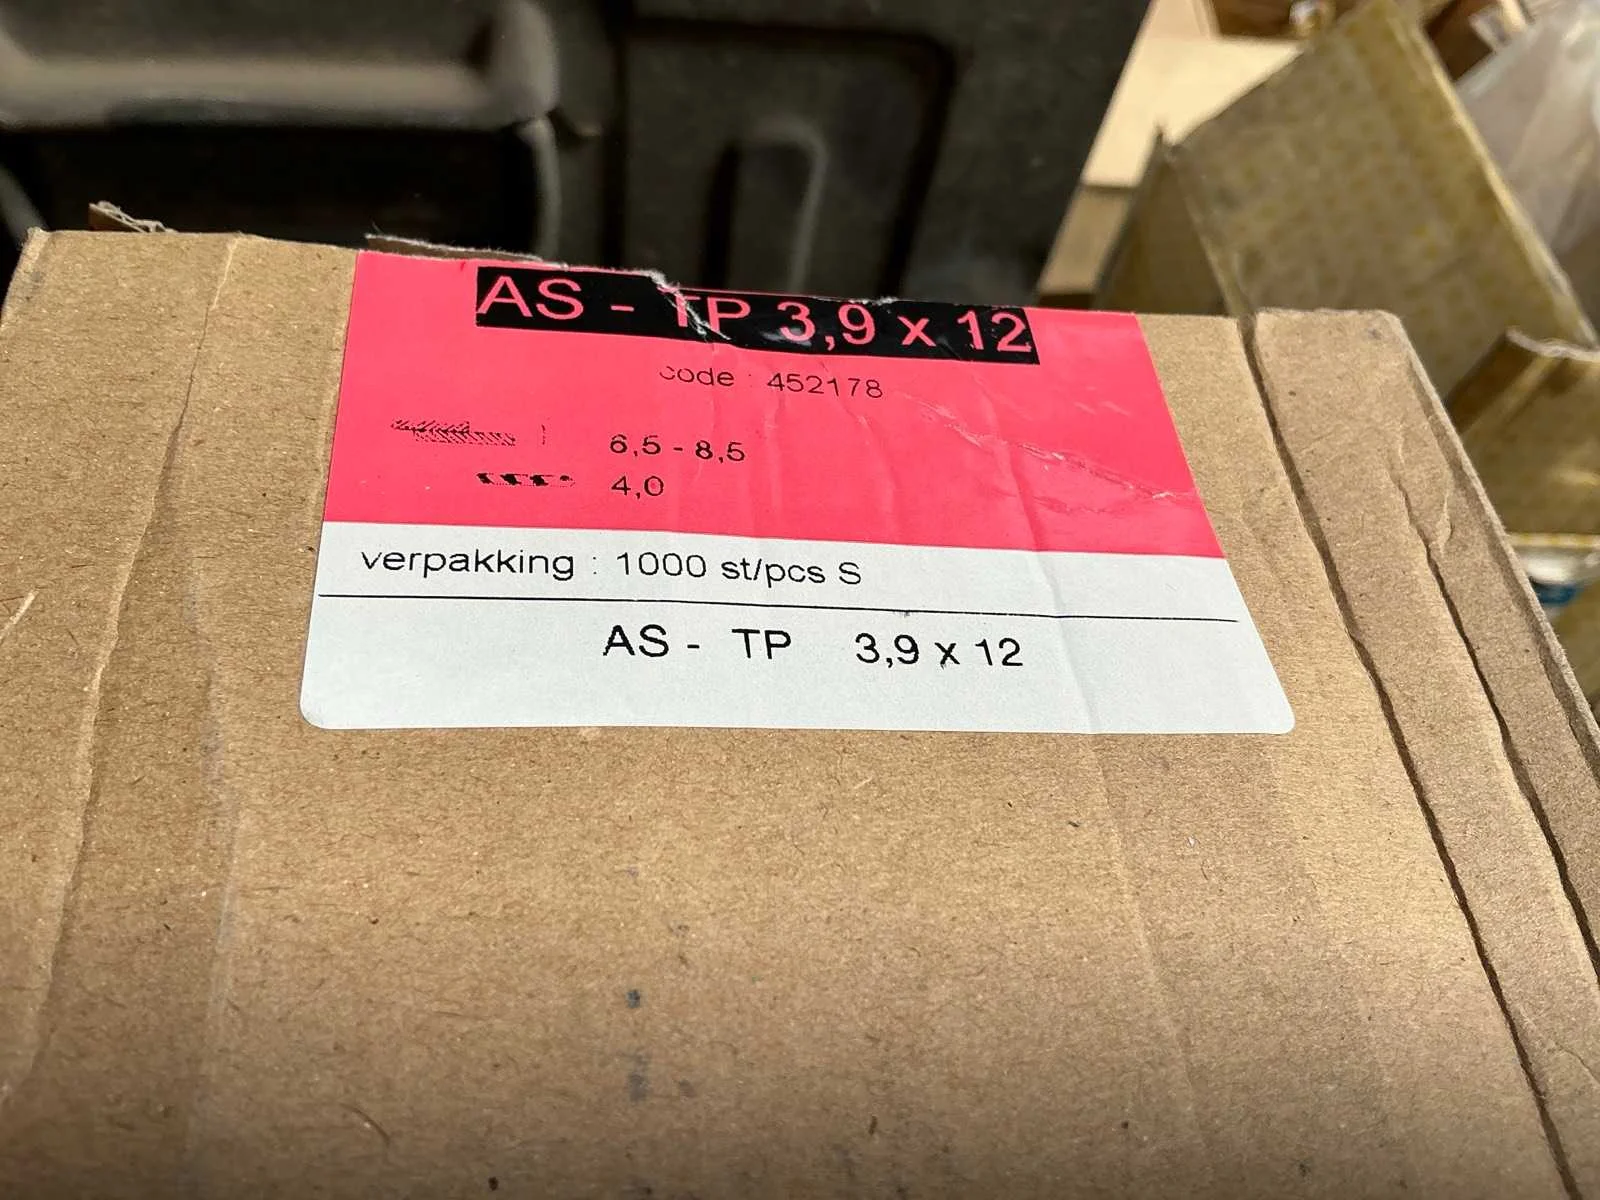 AS - TP 3,9 x 12
code : 452178
6,5 - 8,5
4,0
verpakking : 1000 st/pcs S
AS - TP 3,9 x 12